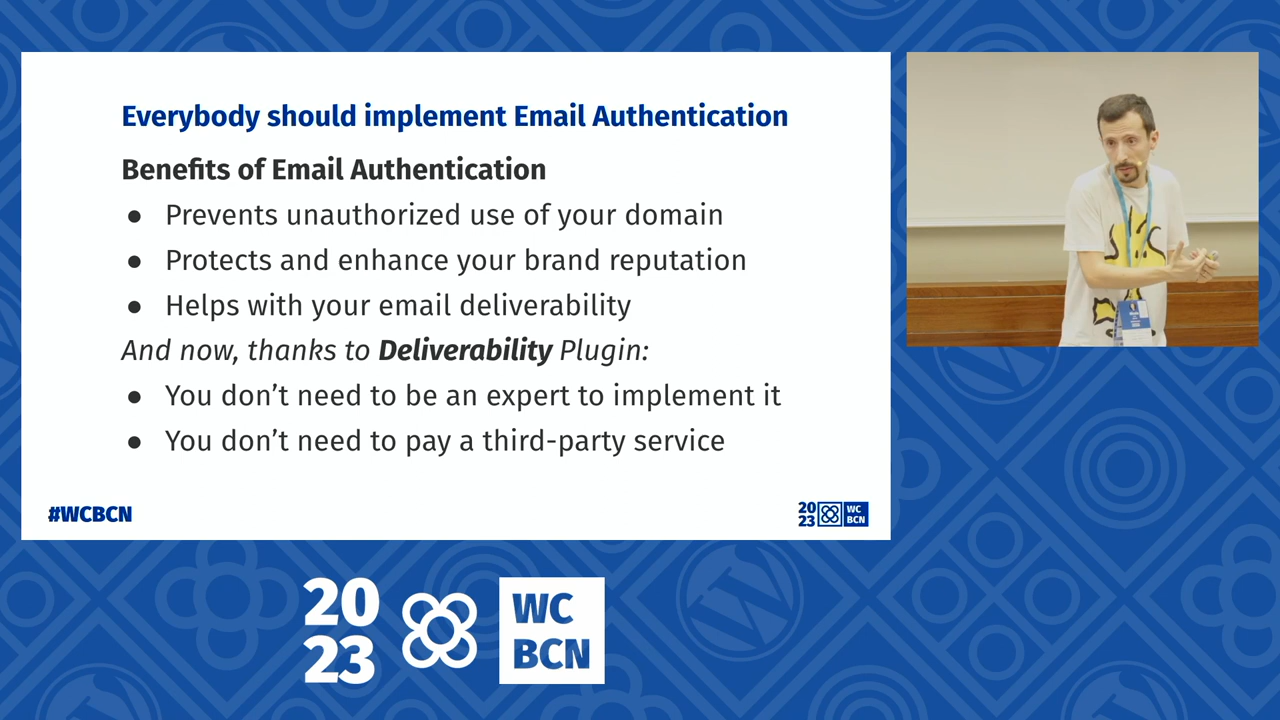 Everybody should implement Email Authentication
Benefits of Email Authentication
● Prevents unauthorized use of your domain
● Protects and enhance your brand reputation
● Helps with your email deliverability
And now, thanks to Deliverability Plugin:
● You don’t need to be an expert to implement it
● You don’t need to pay a third-party service
#WCBCN
20
23
WC
BCN
20
23
WC
BCN